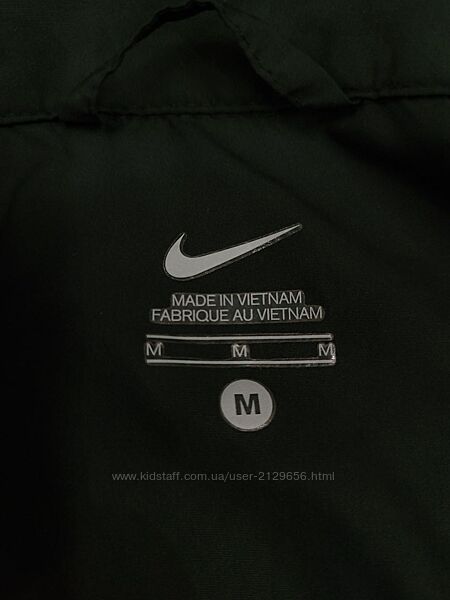 MADE IN VIETNAM
FABRIQUE AU VIETNAM
M M M
M
www.kidstaff.com.ua/user-2129656.html